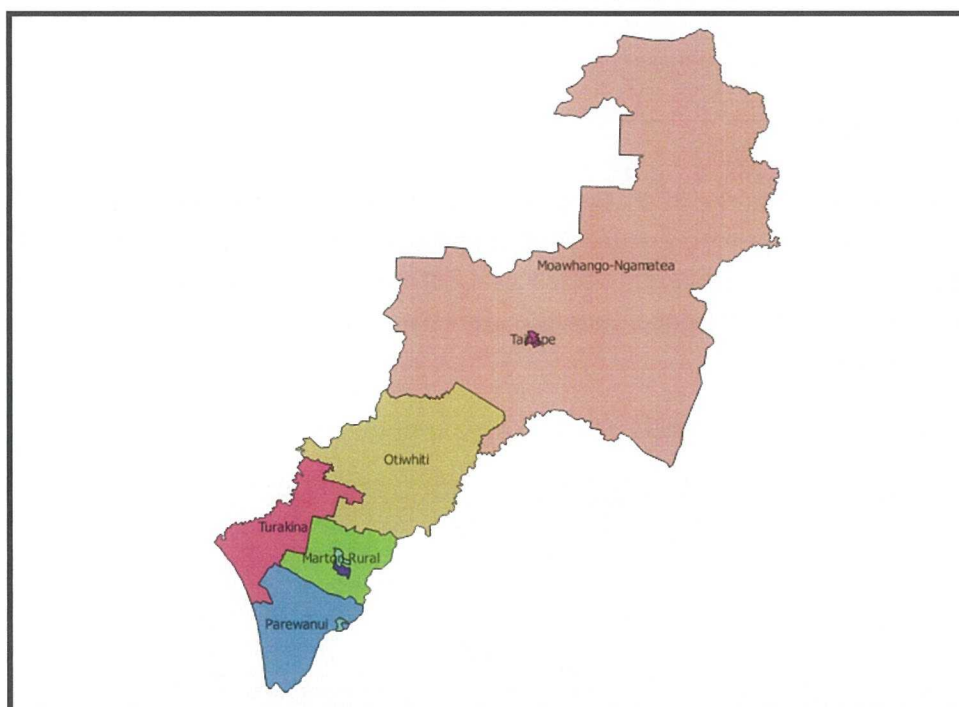 Moawhango-Ngamatea
Taihape
Otiwhiti
Turakina
Marton Rural
Parewanui